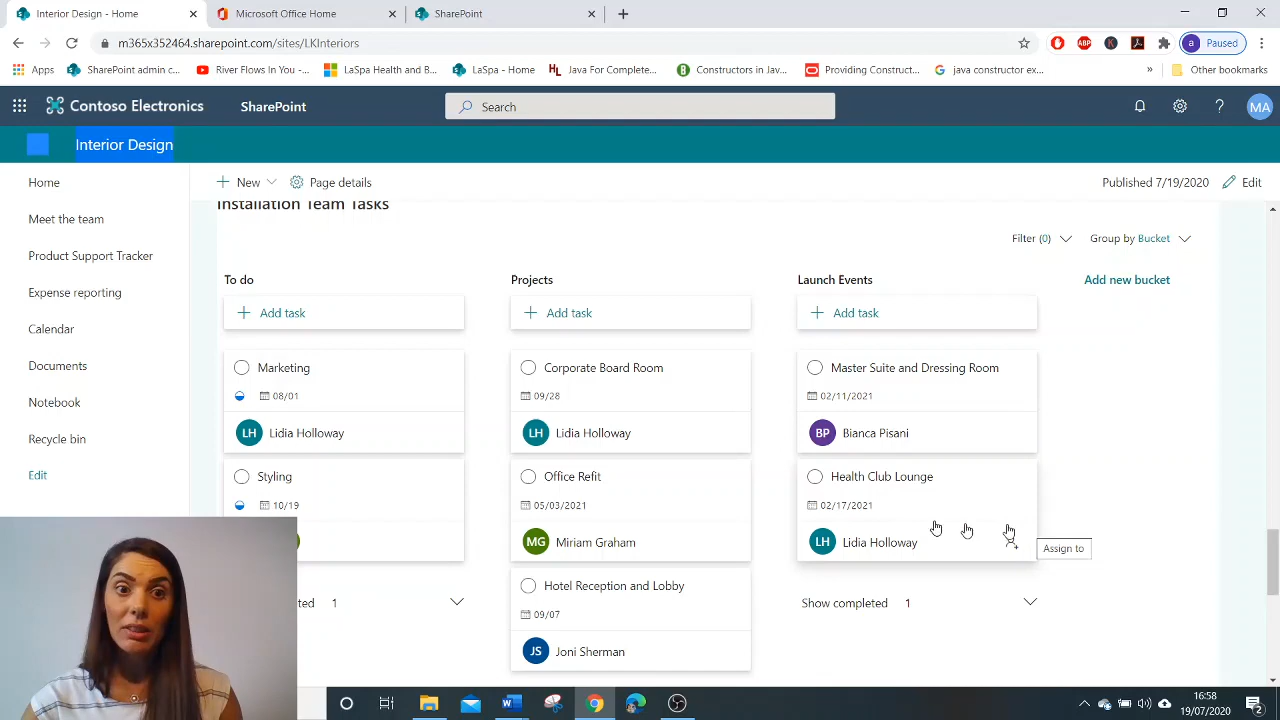 Interior Design - Home
Microsoft Office Home
SharePoint
m365x352464.sharepoint.com/sites/LKInteriors
ABP
K
a Paused
Apps
SharePoint admin c...
River Flows In You -...
LaSpa Health and B...
LaSpa - Home
HL Java For Complete...
Constructors in Jav...
Providing Construct...
java constructor ex...
»
Other bookmarks
Contoso Electronics
SharePoint
Search
?
MA
Interior Design
Home
Meet the team
Product Support Tracker
Expense reporting
Calendar
Documents
Notebook
Recycle bin
Edit
New
Page details
Published 7/19/2020
Edit
Installation Team Tasks
Filter (0)
Group by Bucket
To do
Projects
Launch Events
Add new bucket
Add task
Add task
Add task
Marketing
08/01
LH Lidia Holloway
Styling
10/19
Corporate Board Room
09/28
LH Lidia Holloway
Office Refit
05/03/2021
MG Miriam Graham
Hotel Reception and Lobby
09/07
JS Joni Sherman
Master Suite and Dressing Room
02/11/2021
BP Bianca Pisani
Health Club Lounge
02/17/2021
LH Lidia Holloway
Assign to
1
Show completed 1
16:58
19/07/2020
2